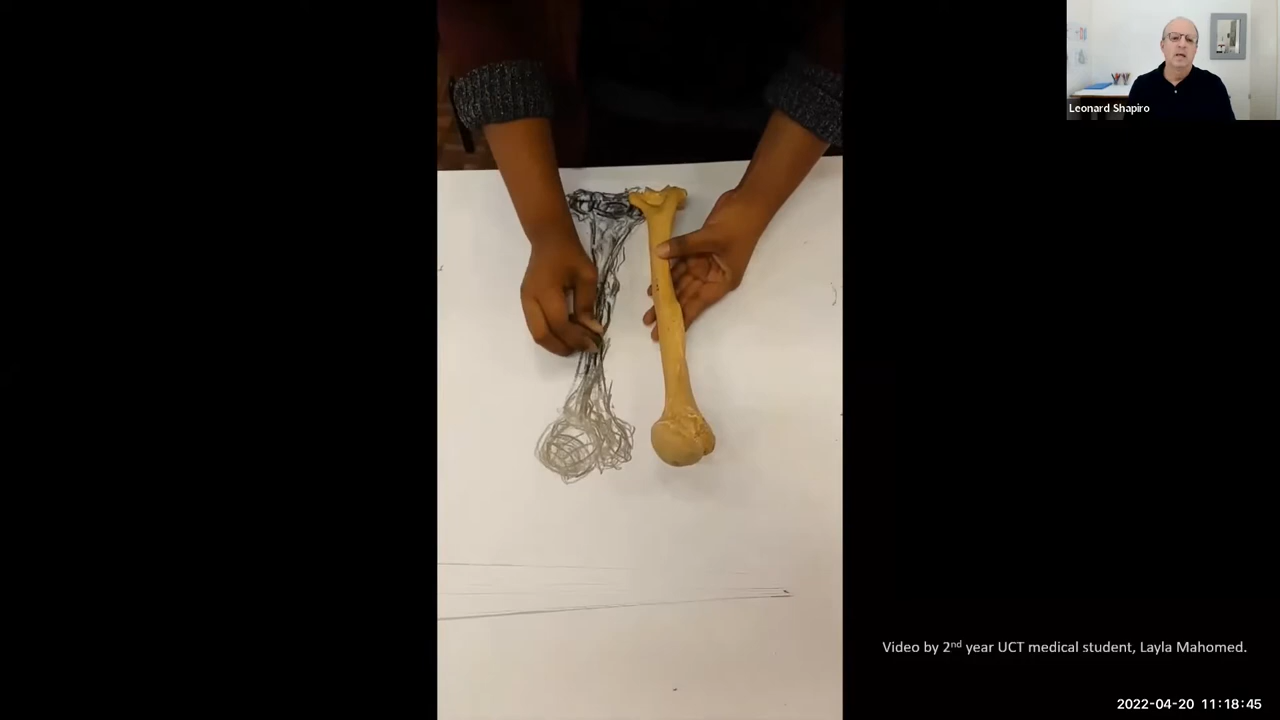 Leonard Shapiro
Video by 2nd year UCT medical student, Layla Mahomed.
2022-04-20 11:18:45